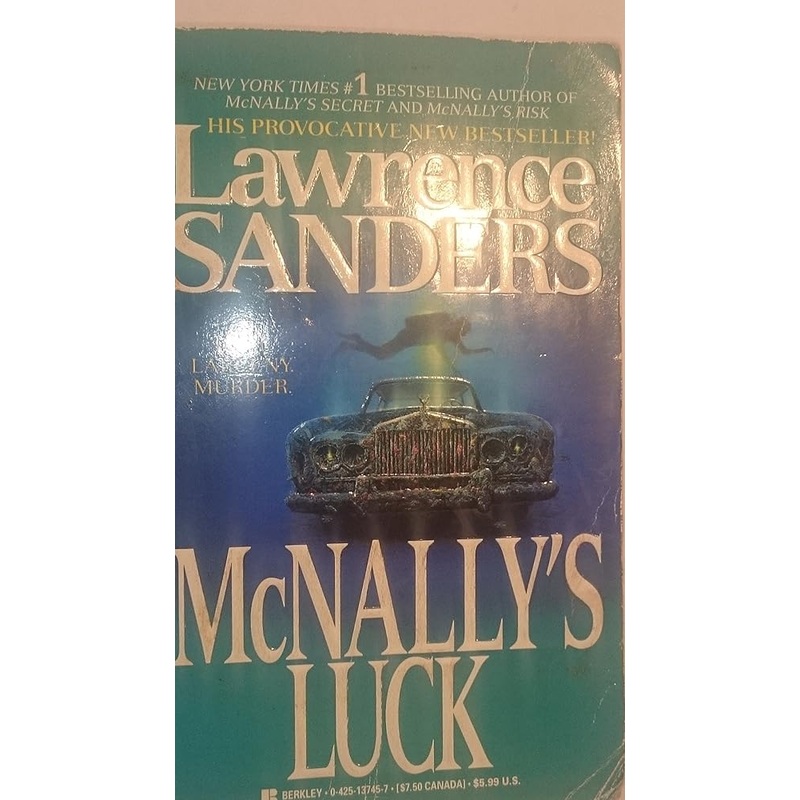 NEW YORK TIMES #1 BESTSELLING AUTHOR OF
McNALLY'S SECRET AND McNALLY'S RISK
HIS PROVOCATIVE NEW BESTSELLER!
Lawrence
SANDERS
MURDER.
McNALLY'S
LUCK
BERKLEY • 0-425-13745-7 • [$7.50 CANADA] • $5.99 U.S.